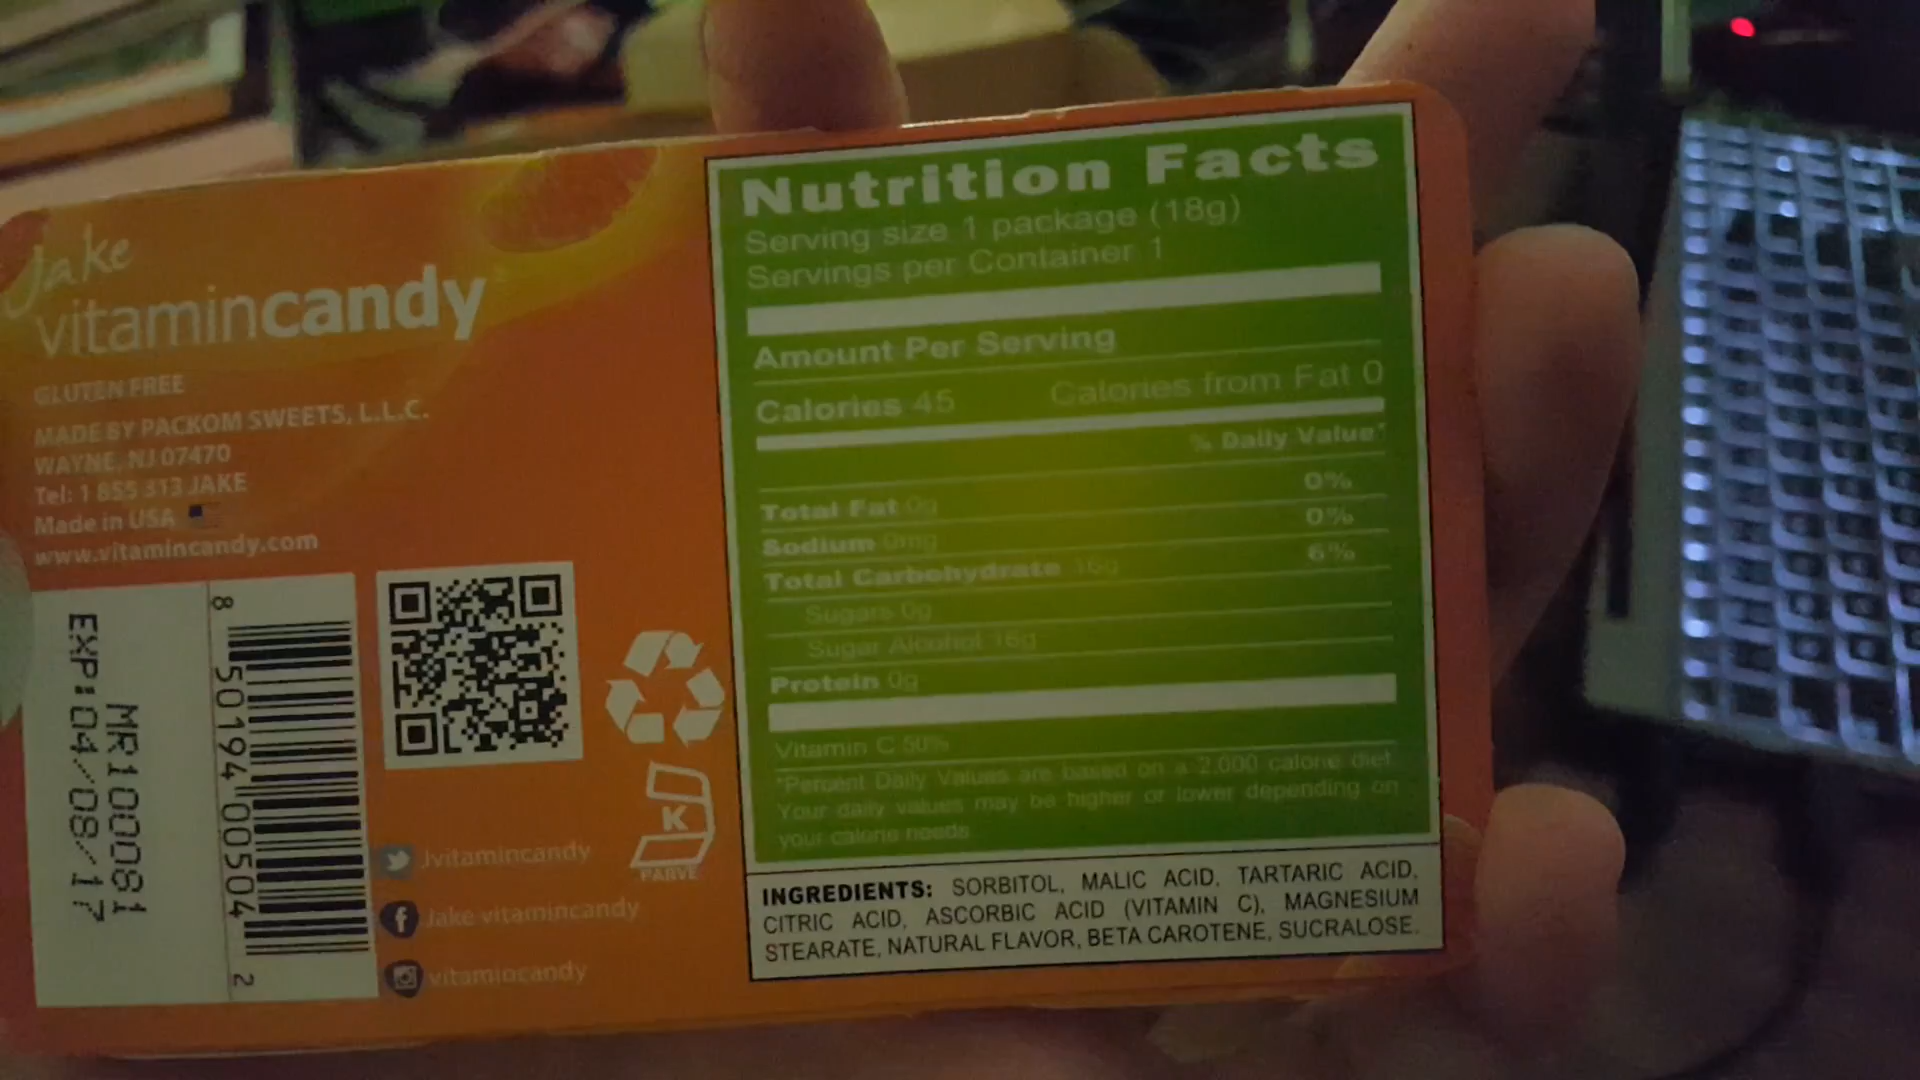 Jake
vitamincandy
GLUTEN FREE
MADE BY PACKOM SWEETS, L.L.C.
WAYNE, NJ 07470
Tel: 1 855 313 JAKE
Made in USA
www.vitamincandy.com
EXP:04/08/17
MR100081
8 50194 00504 2
Jvitamincandy
Jake vitamincandy
vitamincandy
K
PARVE
Nutrition Facts
Serving size 1 package (18g)
Servings per Container 1
Amount Per Serving
Calories 45 Calories from Fat 0
% Daily Value*
Total Fat 0g 0%
Sodium 0mg 0%
Total Carbohydrate 16g 6%
Sugars 0g
Sugar Alcohol 16g
Protein 0g
Vitamin C 50%
*Percent Daily Values are based on a 2,000 calorie diet.
Your daily values may be higher or lower depending on
your calorie needs.
INGREDIENTS: SORBITOL, MALIC ACID, TARTARIC ACID,
CITRIC ACID, ASCORBIC ACID (VITAMIN C), MAGNESIUM
STEARATE, NATURAL FLAVOR, BETA CAROTENE, SUCRALOSE.